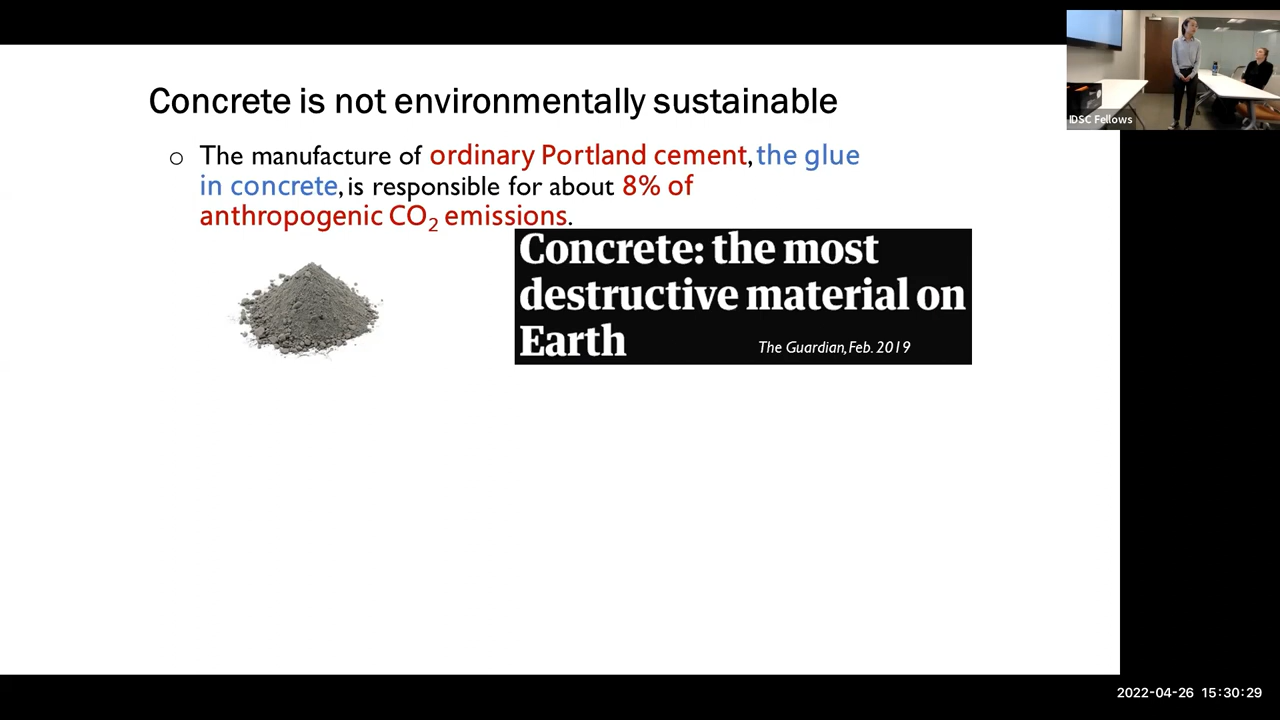 Concrete is not environmentally sustainable
IDSC Fellows
○ The manufacture of ordinary Portland cement, the glue
in concrete, is responsible for about 8% of
anthropogenic CO₂ emissions.
Concrete: the most
destructive material on
Earth
The Guardian, Feb. 2019
2022-04-26 15:30:29